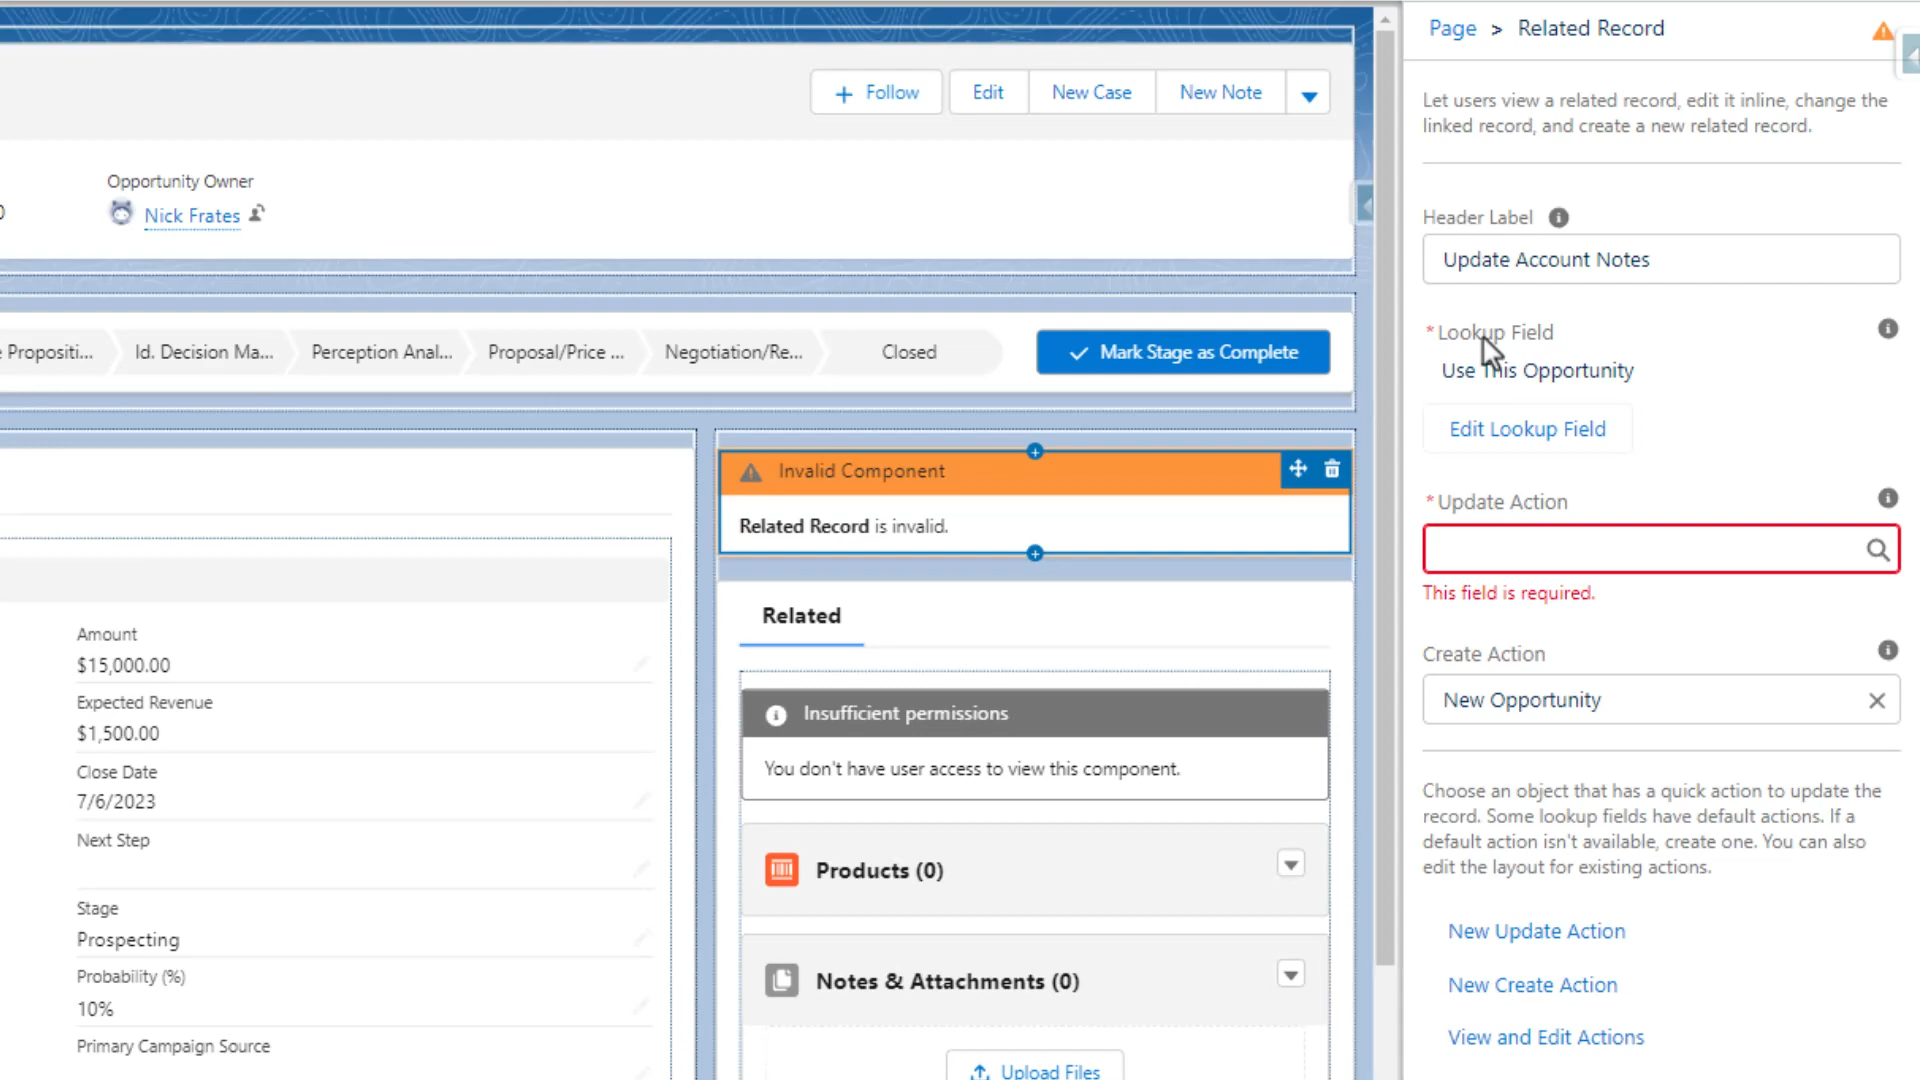 Page > Related Record
+ Follow
Edit
New Case
New Note
Let users view a related record, edit it inline, change the
linked record, and create a new related record.
Opportunity Owner
Nick Frates
Header Label
Update Account Notes
* Lookup Field
Use This Opportunity
Edit Lookup Field
Propositi...
Id. Decision Ma...
Perception Anal...
Proposal/Price ...
Negotiation/Re...
Closed
Mark Stage as Complete
Invalid Component
Related Record is invalid.
* Update Action
This field is required.
Create Action
New Opportunity
Related
Insufficient permissions
You don't have user access to view this component.
Products (0)
Notes & Attachments (0)
Upload Files
Amount
$15,000.00
Expected Revenue
$1,500.00
Close Date
7/6/2023
Next Step
Stage
Prospecting
Probability (%)
10%
Primary Campaign Source
Choose an object that has a quick action to update the
record. Some lookup fields have default actions. If a
default action isn't available, create one. You can also
edit the layout for existing actions.
New Update Action
New Create Action
View and Edit Actions